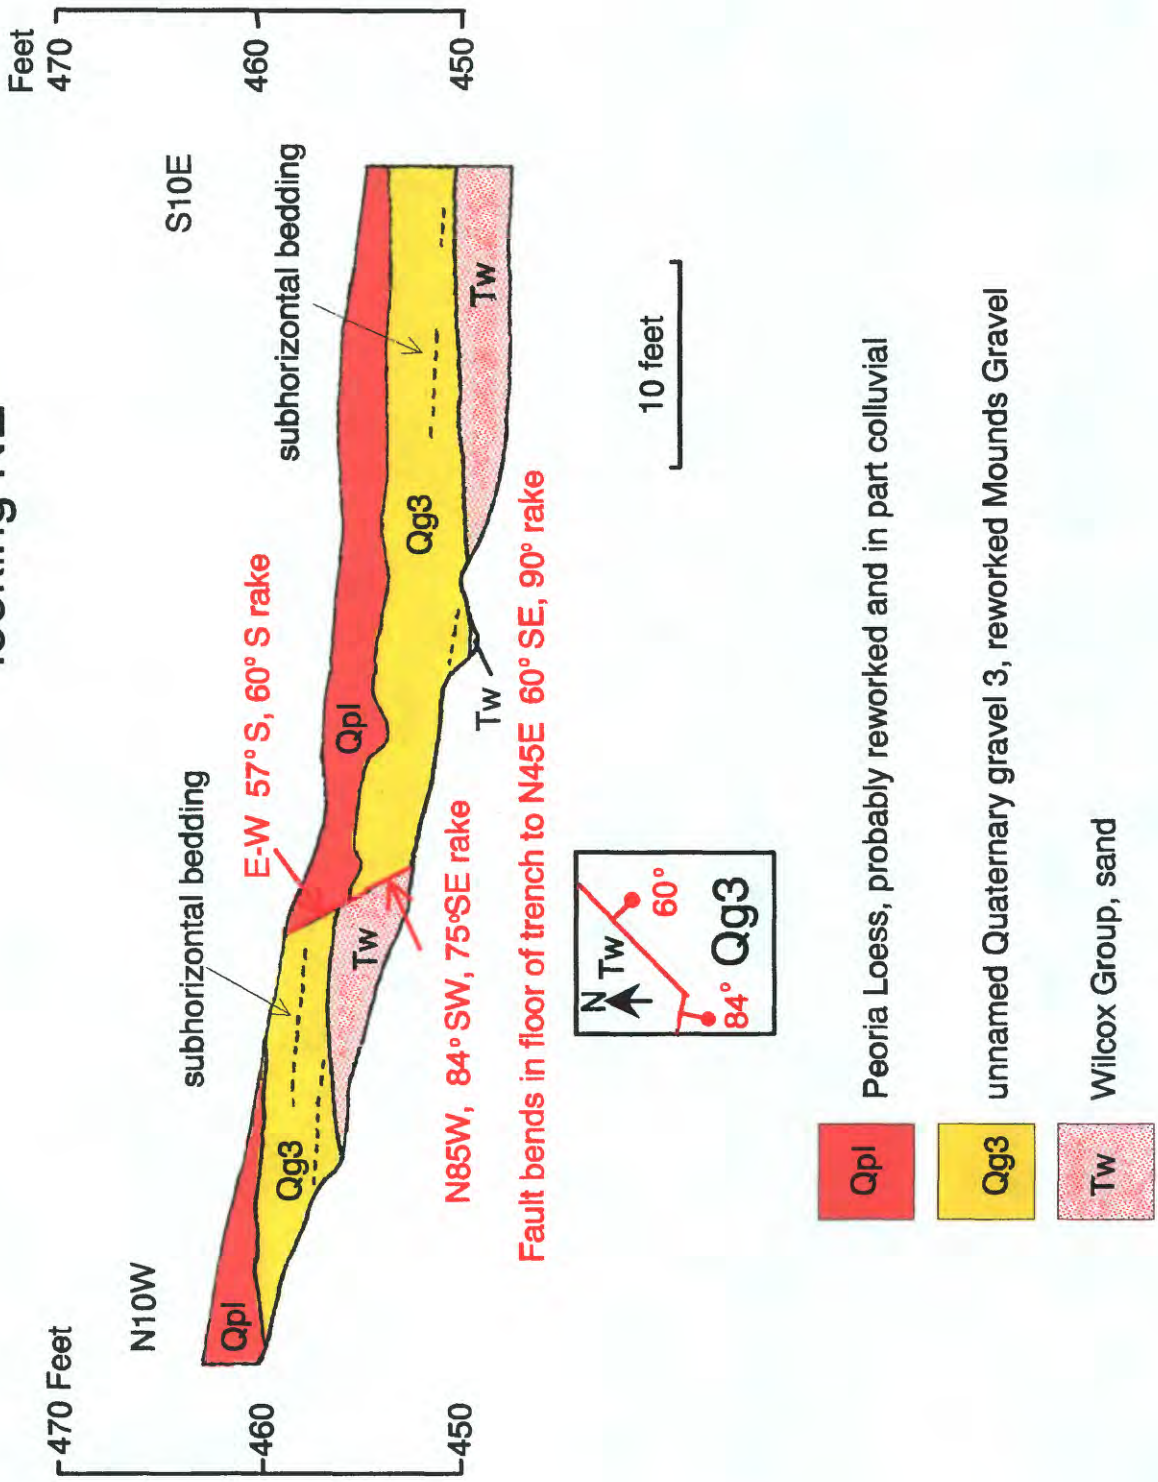 looking NE
470 Feet
460
450
Feet
470
460
450
N10W
S10E
subhorizontal bedding
subhorizontal bedding
E-W 57° S, 60° S rake
N85W, 84° SW, 75°SE rake
Fault bends in floor of trench to N45E 60° SE, 90° rake
Qpl
Qg3
Tw
Qpl
Qg3
Tw
Tw
N
Tw
60°
84°
Qg3
10 feet
Qpl
Peoria Loess, probably reworked and in part colluvial
Qg3
unnamed Quaternary gravel 3, reworked Mounds Gravel
Tw
Wilcox Group, sand